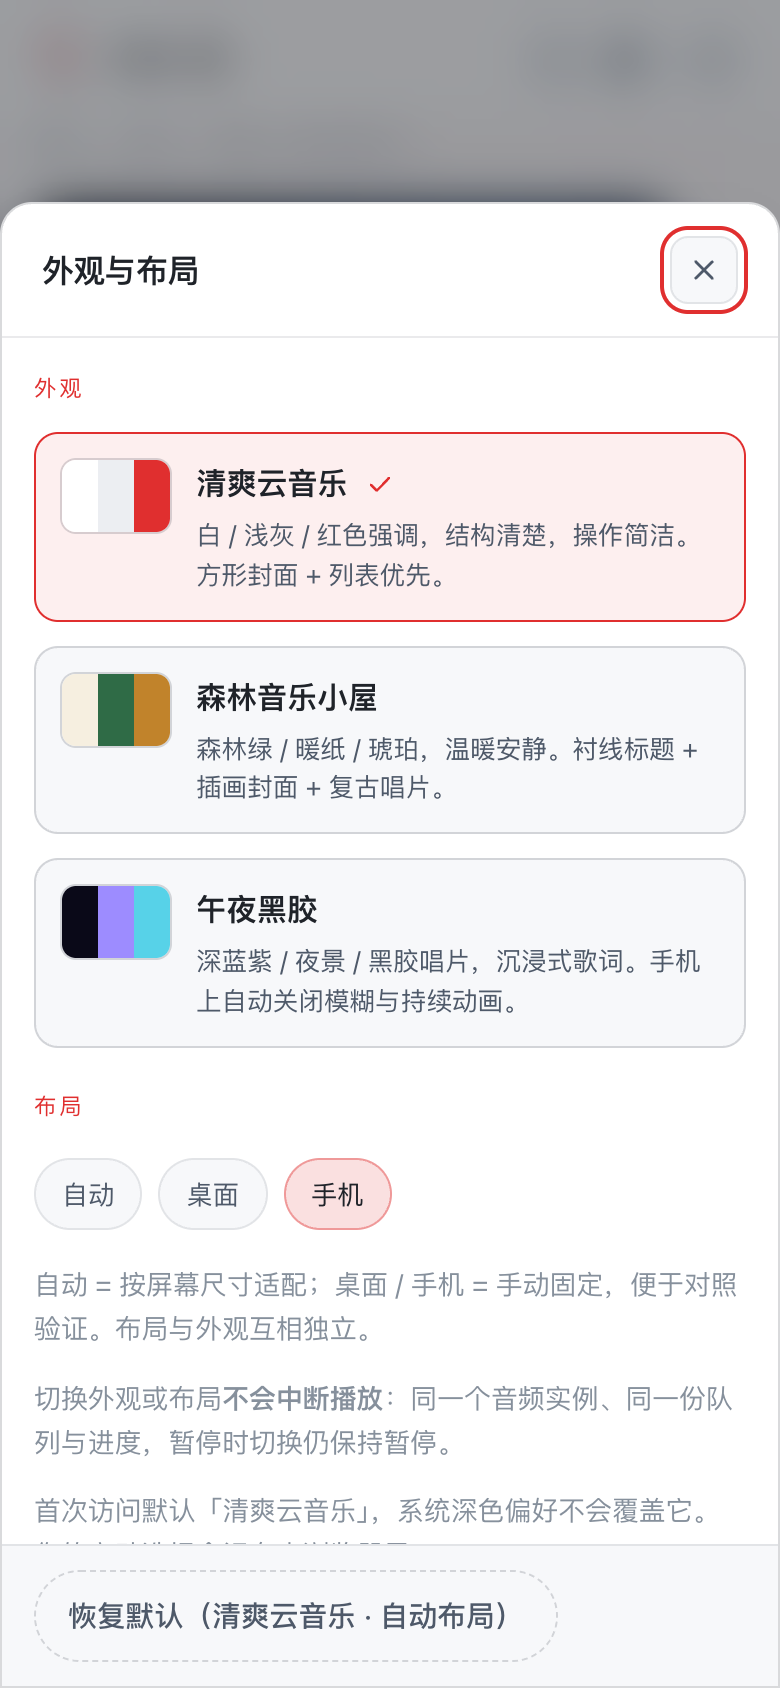 外观与布局
外观
清爽云音乐
白 / 浅灰 / 红色强调，结构清楚，操作简洁。
方形封面 + 列表优先。
森林音乐小屋
森林绿 / 暖纸 / 琥珀，温暖安静。衬线标题 +
插画封面 + 复古唱片。
午夜黑胶
深蓝紫 / 夜景 / 黑胶唱片，沉浸式歌词。手机
上自动关闭模糊与持续动画。
布局
自动 桌面 手机
自动 = 按屏幕尺寸适配；桌面 / 手机 = 手动固定，便于对照
验证。布局与外观互相独立。
切换外观或布局不会中断播放：同一个音频实例、同一份队
列与进度，暂停时切换仍保持暂停。
首次访问默认「清爽云音乐」，系统深色偏好不会覆盖它。
恢复默认（清爽云音乐 · 自动布局）